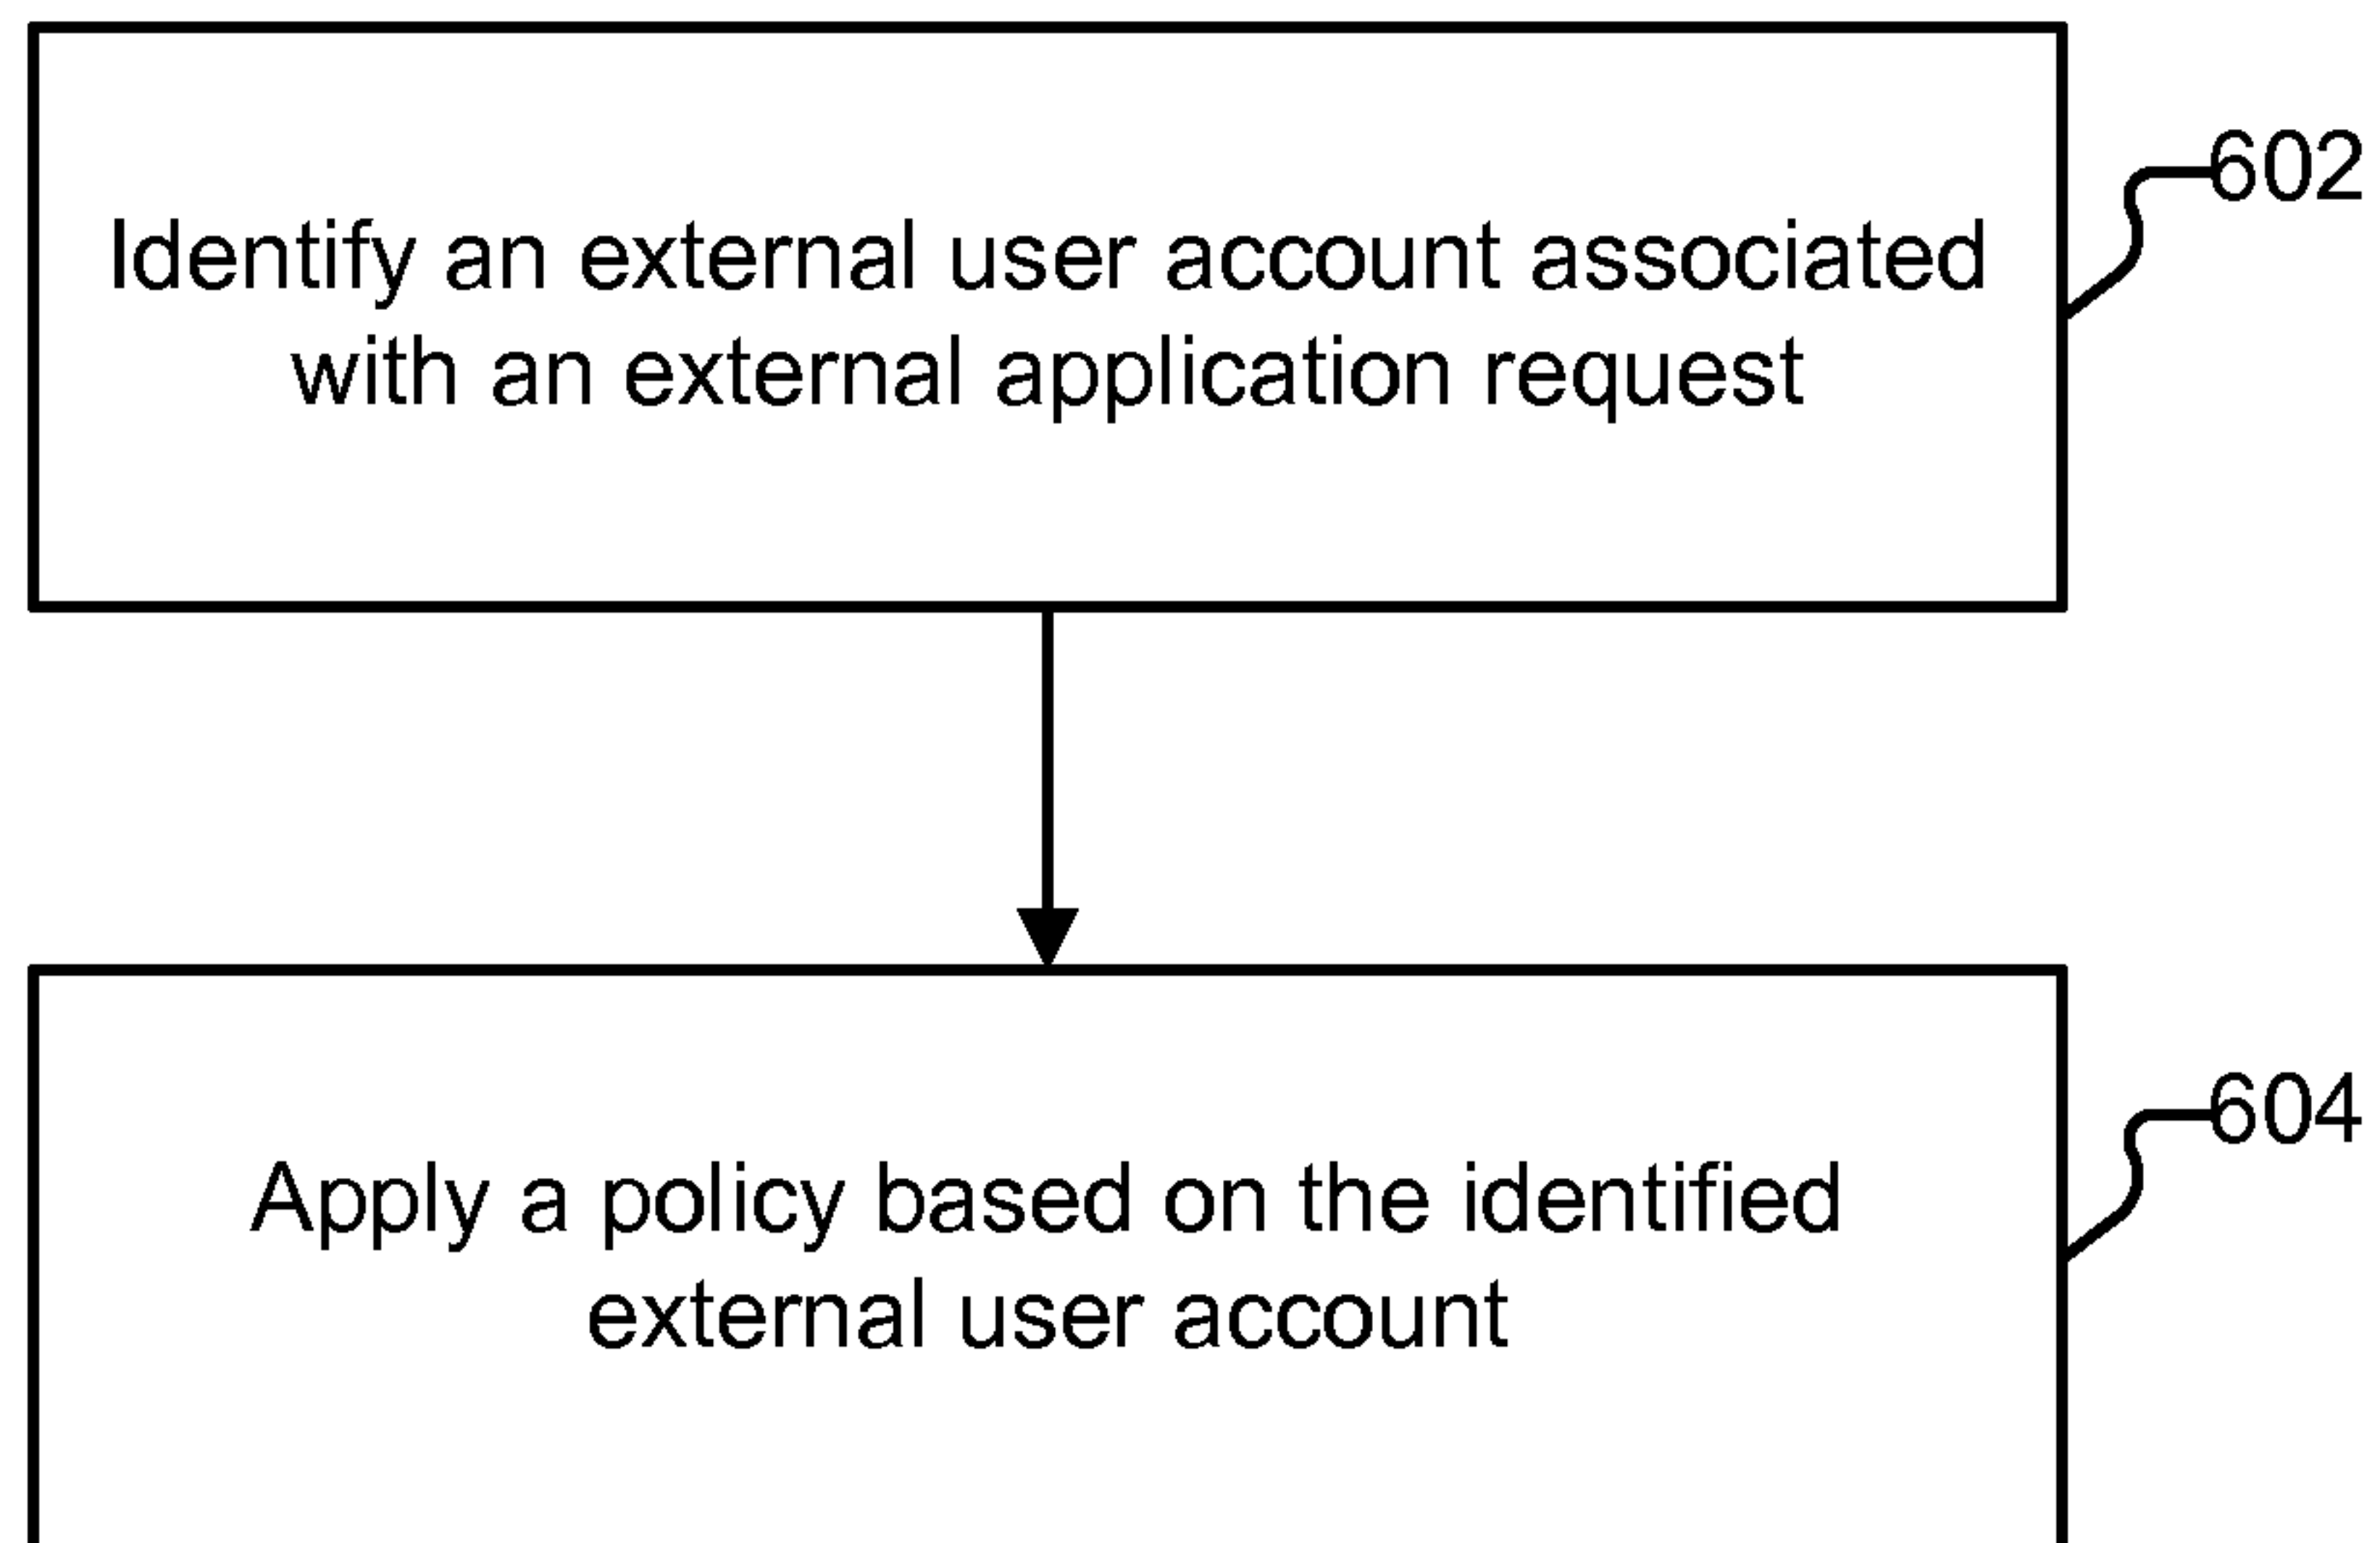 602
Identify an external user account associated
with an external application request
604
Apply a policy based on the identified
external user account